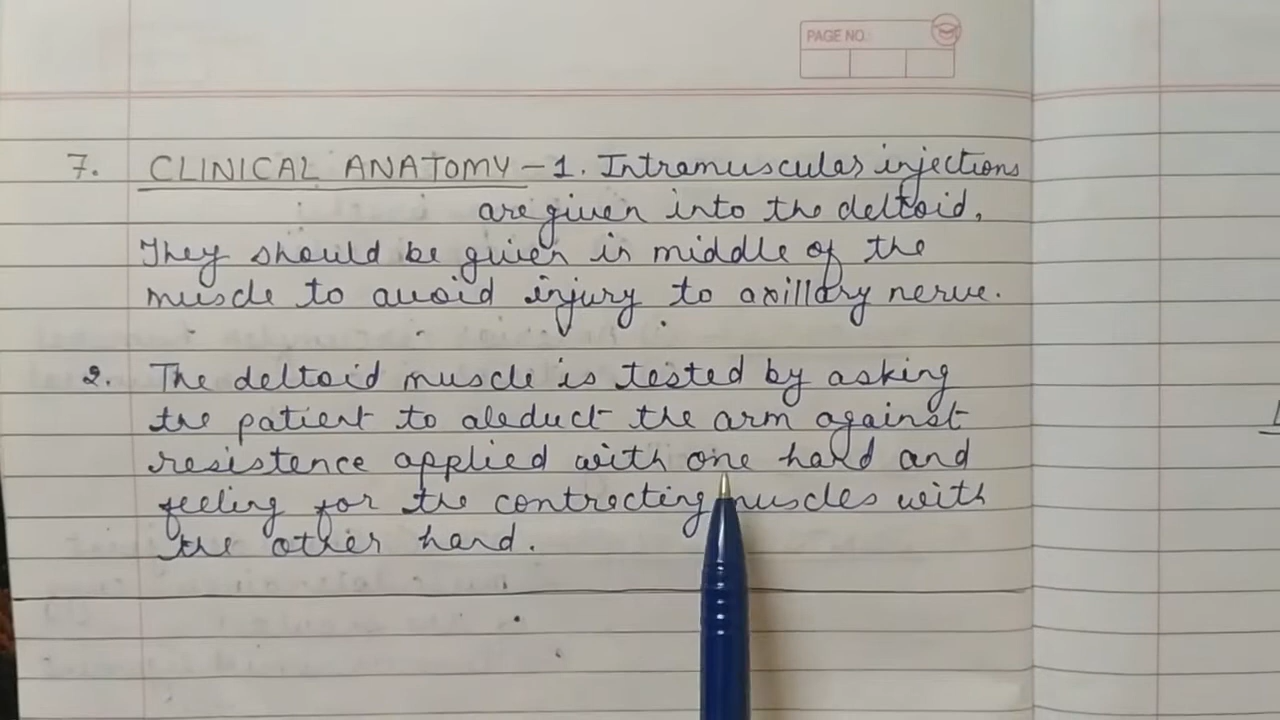 PAGE NO.
7. CLINICAL ANATOMY - 1. Intramuscular injections
are given into the deltoid.
They should be given in middle of the
muscle to avoid injury to axillary nerve.
2. The deltoid muscle is tested by asking
the patient to abduct the arm against
resistence applied with one hand and
feeling for the contracting muscles with
the other hand.